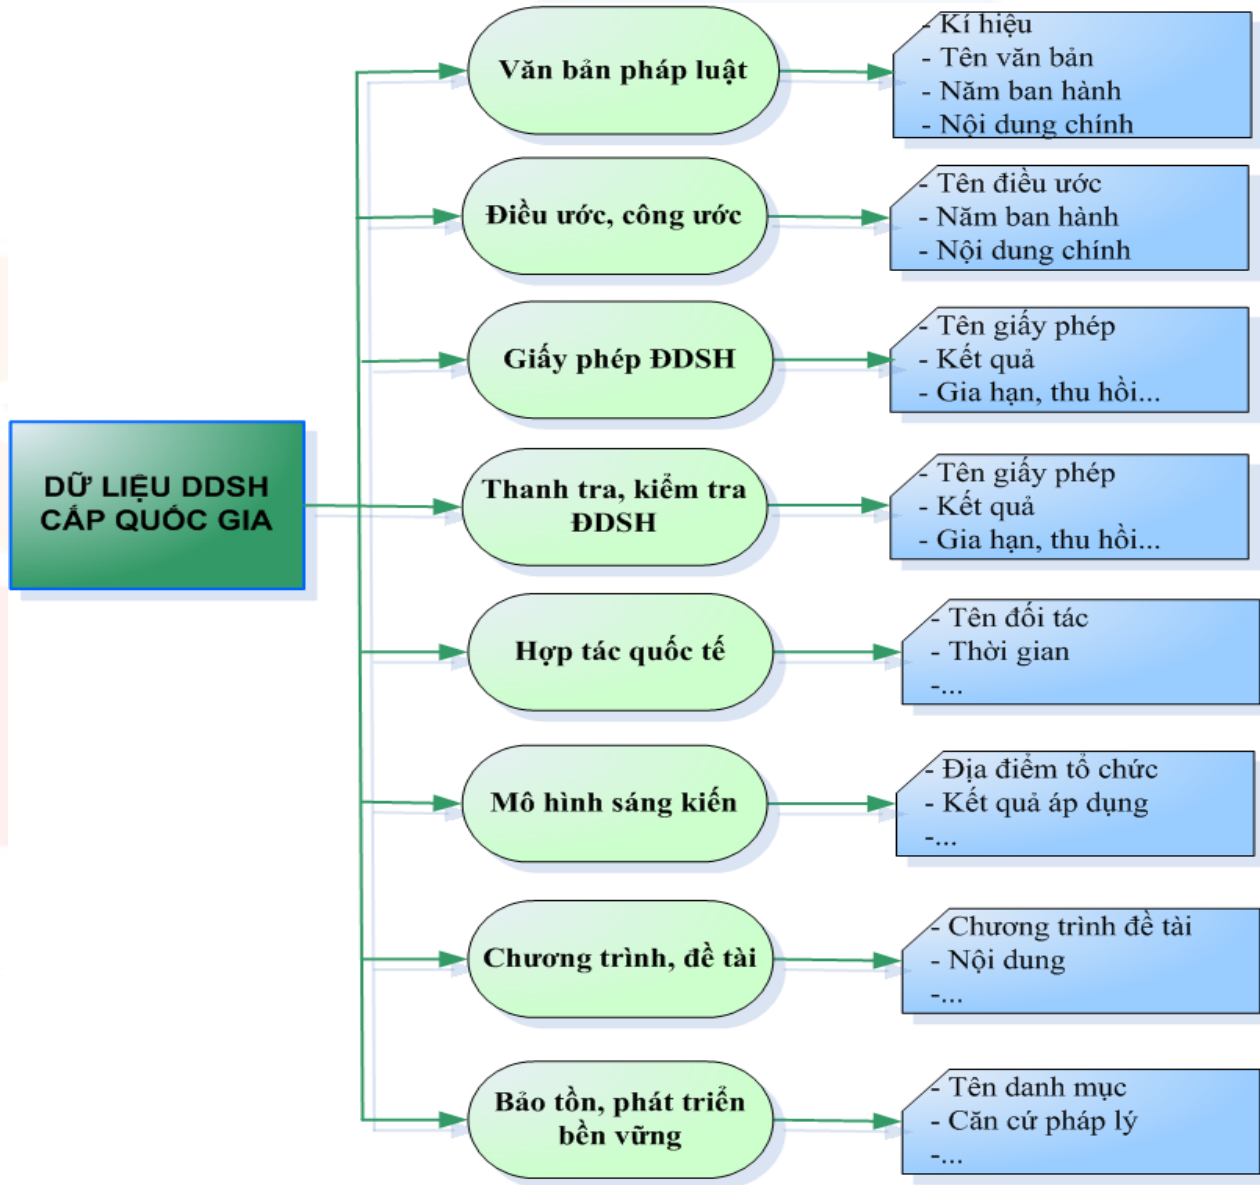 DỮ LIỆU DDSH
CẤP QUỐC GIA
Văn bản pháp luật
- Kí hiệu
- Tên văn bản
- Năm ban hành
- Nội dung chính
Điều ước, công ước
- Tên điều ước
- Năm ban hành
- Nội dung chính
Giấy phép ĐDSH
- Tên giấy phép
- Kết quả
- Gia hạn, thu hồi...
Thanh tra, kiểm tra
ĐDSH
- Tên giấy phép
- Kết quả
- Gia hạn, thu hồi...
Hợp tác quốc tế
- Tên đối tác
- Thời gian
-...
Mô hình sáng kiến
- Địa điểm tổ chức
- Kết quả áp dụng
-...
Chương trình, đề tài
- Chương trình đề tài
- Nội dung
-...
Bảo tồn, phát triển
bền vững
- Tên danh mục
- Căn cứ pháp lý
-...